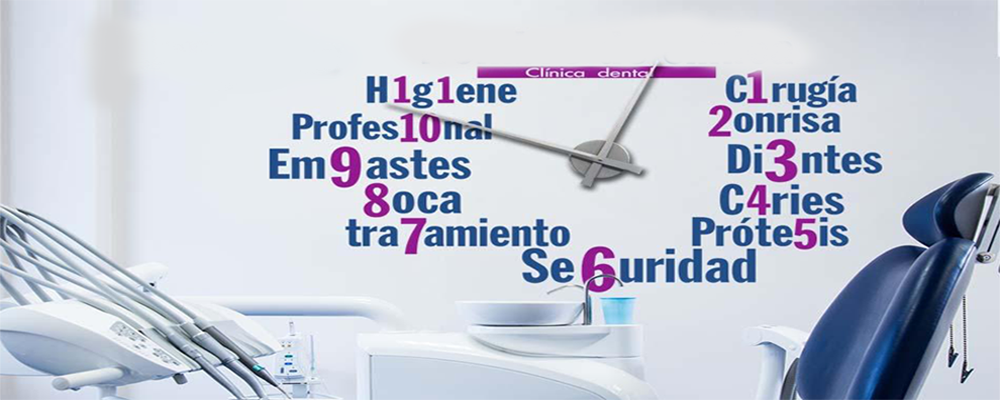 Clínica dental
H1g1ene
C1rugía
Profes10nal
2onrisa
Em9astes
Di3ntes
8oca
C4ries
tra7amiento
Próte5is
Se6uridad